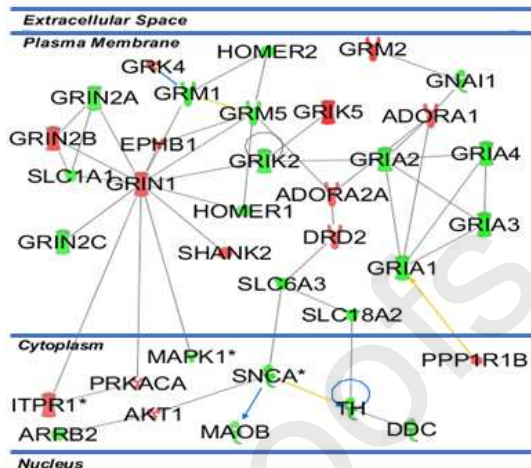 Extracellular Space
Plasma Membrane
HOMER2
GRM2
GRK4
GNAI1
GRIN2A
GRM1
GRM5
GRIK5
ADORA1
GRIN2B
EPHB1
GRIK2
GRIA2
GRIA4
SLC1A1
GRIN1
ADORA2A
HOMER1
GRIA3
GRIN2C
SHANK2
DRD2
GRIA1
SLC6A3
SLC18A2
Cytoplasm
MAPK1*
PPP1R1B
PRKACA
SNCA*
ITPR1*
AKT1
TH
ARRB2
MAOB
DDC
Nucleus
oofs